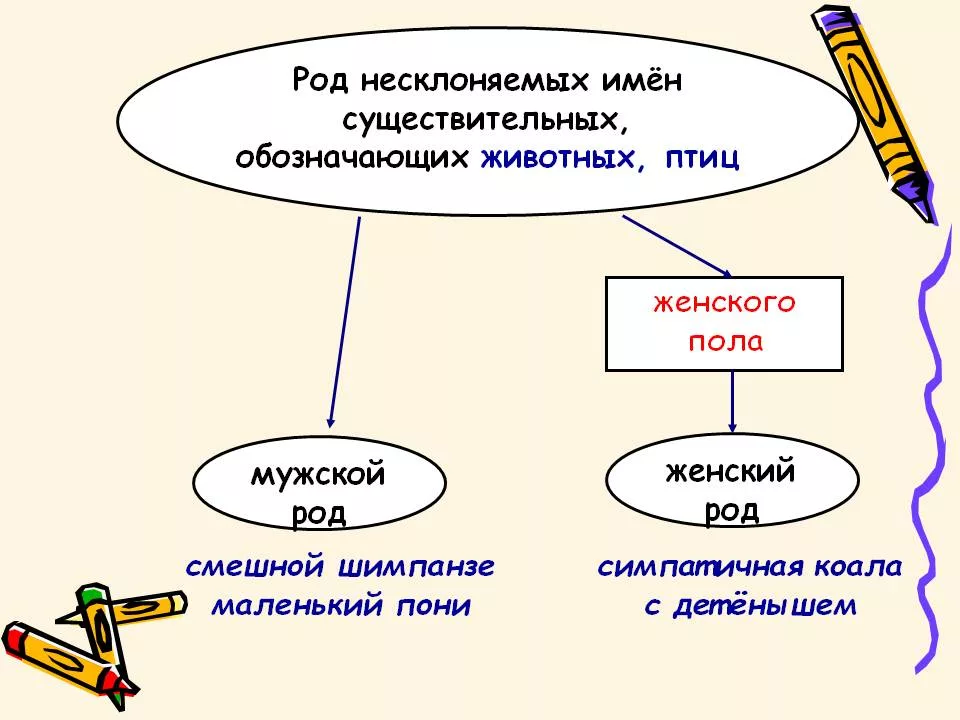 Род несклоняемых имён
существительных,
обозначающих животных, птиц
женского
пола
мужской
род
женский
род
смешной шимпанзе
маленький пони
симпатичная коала
с детёнышем